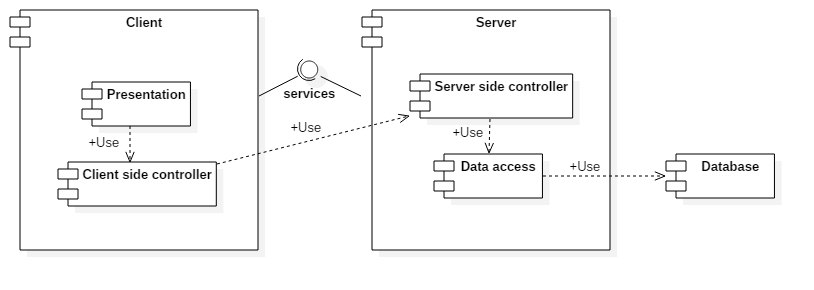 Client
Server
services
Presentation
Server side controller
+Use
+Use
+Use
Client side controller
Data access
+Use
Database